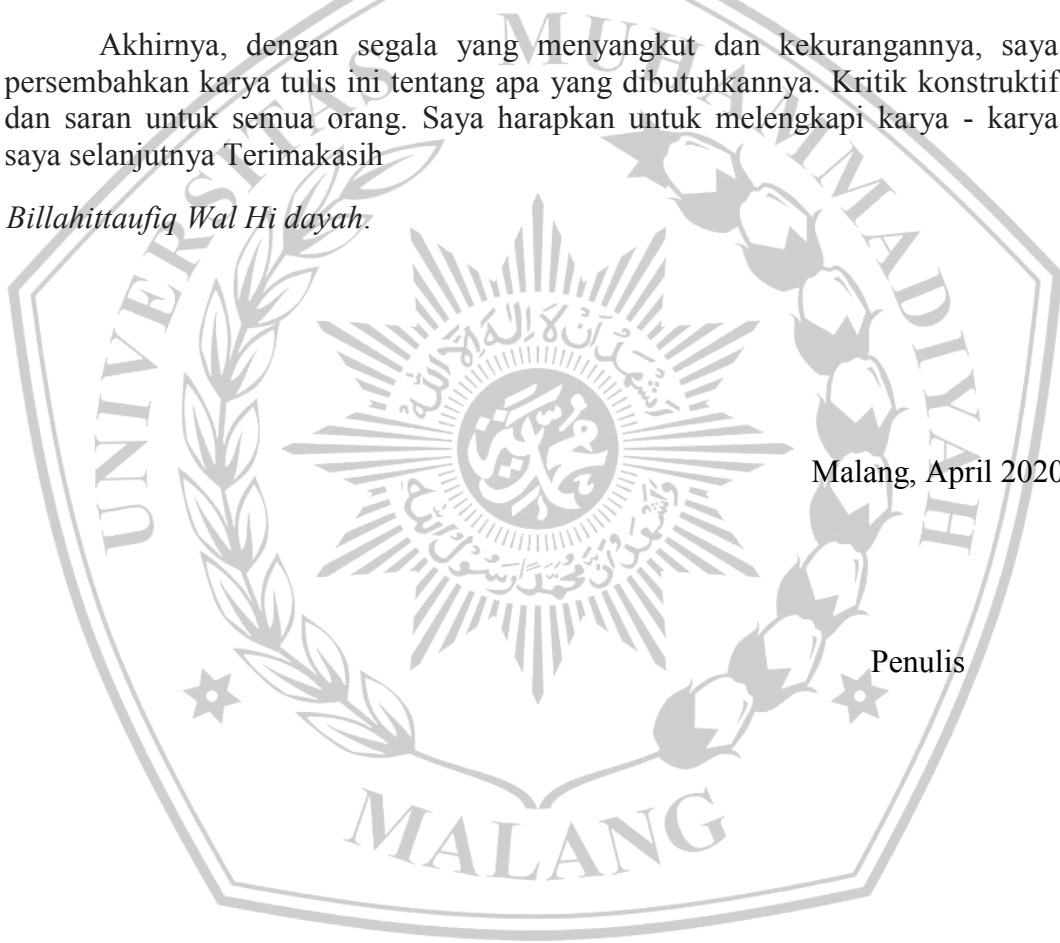 Akhirnya, dengan segala yang menyangkut dan kekurangannya, saya
persembahkan karya tulis ini tentang apa yang dibutuhkannya. Kritik konstruktif
dan saran untuk semua orang. Saya harapkan untuk melengkapi karya - karya
saya selanjutnya Terimakasih
Billahittaufiq Wal Hi dayah.
Malang, April 2020
Penulis
UNIVERSITAS MUHAMMADIYAH
MALANG